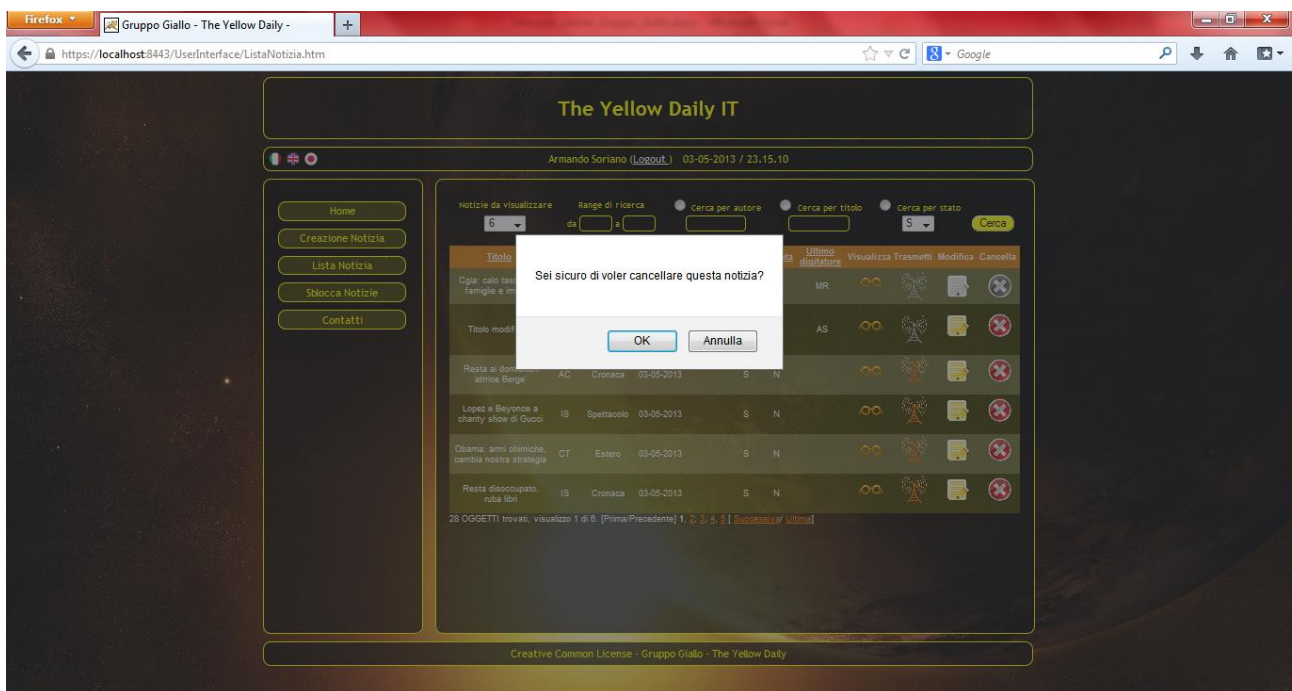 Firefox
Gruppo Giallo - The Yellow Daily -
https://localhost:8443/UserInterface/ListaNotizia.htm
Google
The Yellow Daily IT
Armando Soriano (Logout ) 03-05-2013 / 23.15.10
Home
Creazione Notizia
Lista Notizia
Sblocca Notizie
Contatti
Notizie da visualizzare Range di ricerca Cerca per autore Cerca per titolo Cerca per stato
6 da a S Cerca
Titolo Ultimo digitatore Visualizza Trasmetti Modifica Cancella
Sei sicuro di voler cancellare questa notizia?
OK Annulla
Cgia: calo
famiglie e MR
Titolo AS
Resta ai
attrice Berge' AC Cronaca 03-05-2013 S N
Lopez e Beyonce a
charity show di Gucci IS Spettacolo 03-05-2013 S N
Obama: armi chimiche,
cambia nostra strategia CT Estero 03-05-2013 S N
Resta disoccupato,
ruba libri IS Cronaca 03-05-2013 S N
28 OGGETTI trovati, visualizzo 1 di 6. [Prima/Precedente] 1, 2, 3, 4, 5 [ Successiva/ Ultima]
Creative Common License - Gruppo Giallo - The Yellow Daily